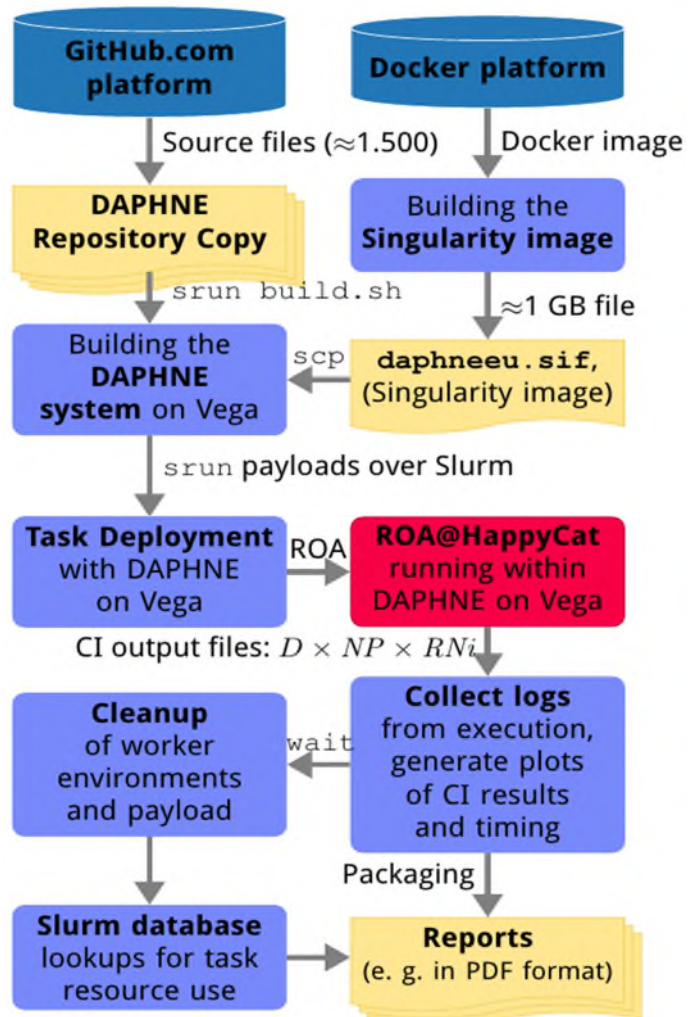 GitHub.com
platform
Docker platform
Source files (≈1.500)
Docker image
DAPHNE
Repository Copy
Building the
Singularity image
srun build.sh
≈1 GB file
Building the
DAPHNE
system on Vega
scp
daphneeu.sif,
(Singularity image)
srun payloads over Slurm
Task Deployment
with DAPHNE
on Vega
ROA
ROA@HappyCat
running within
DAPHNE on Vega
CI output files: D × NP × RNi
Cleanup
of worker
environments
and payload
wait
Collect logs
from execution,
generate plots
of CI results
and timing
Packaging
Slurm database
lookups for task
resource use
Reports
(e. g. in PDF format)